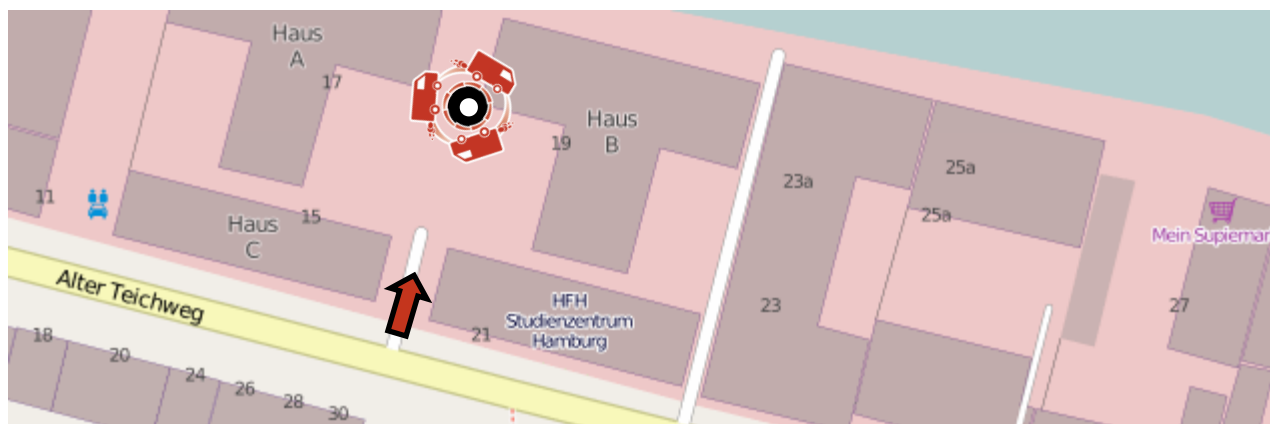 Haus
A
17
19
Haus
B
23a
25a
25a
11
15
Haus
C
Mein Supermar
Alter Teichweg
HFH
Studienzentrum
Hamburg
21
23
27
18
20
24
26
28
30